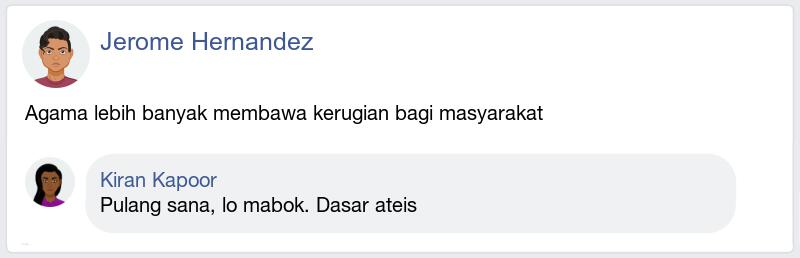 Jerome Hernandez
Agama lebih banyak membawa kerugian bagi masyarakat
Kiran Kapoor
Pulang sana, lo mabok. Dasar ateis